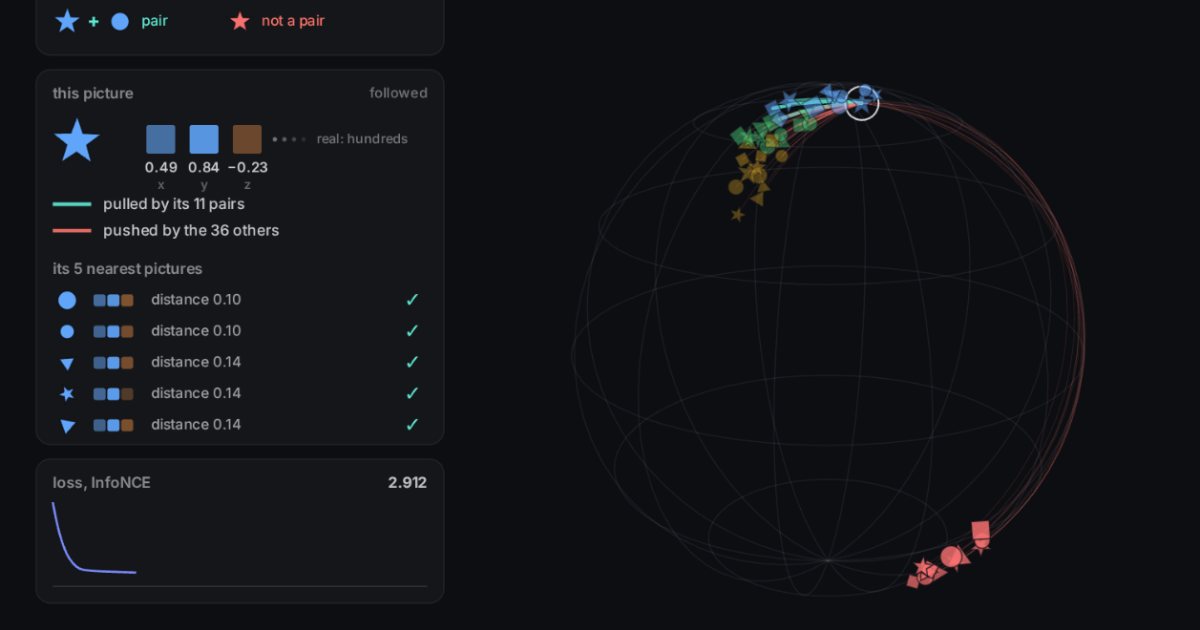 pair not a pair
this picture followed
real: hundreds
0.49 0.84 −0.23
x y z
pulled by its 11 pairs
pushed by the 36 others
its 5 nearest pictures
distance 0.10
distance 0.10
distance 0.14
distance 0.14
distance 0.14
loss, InfoNCE 2.912